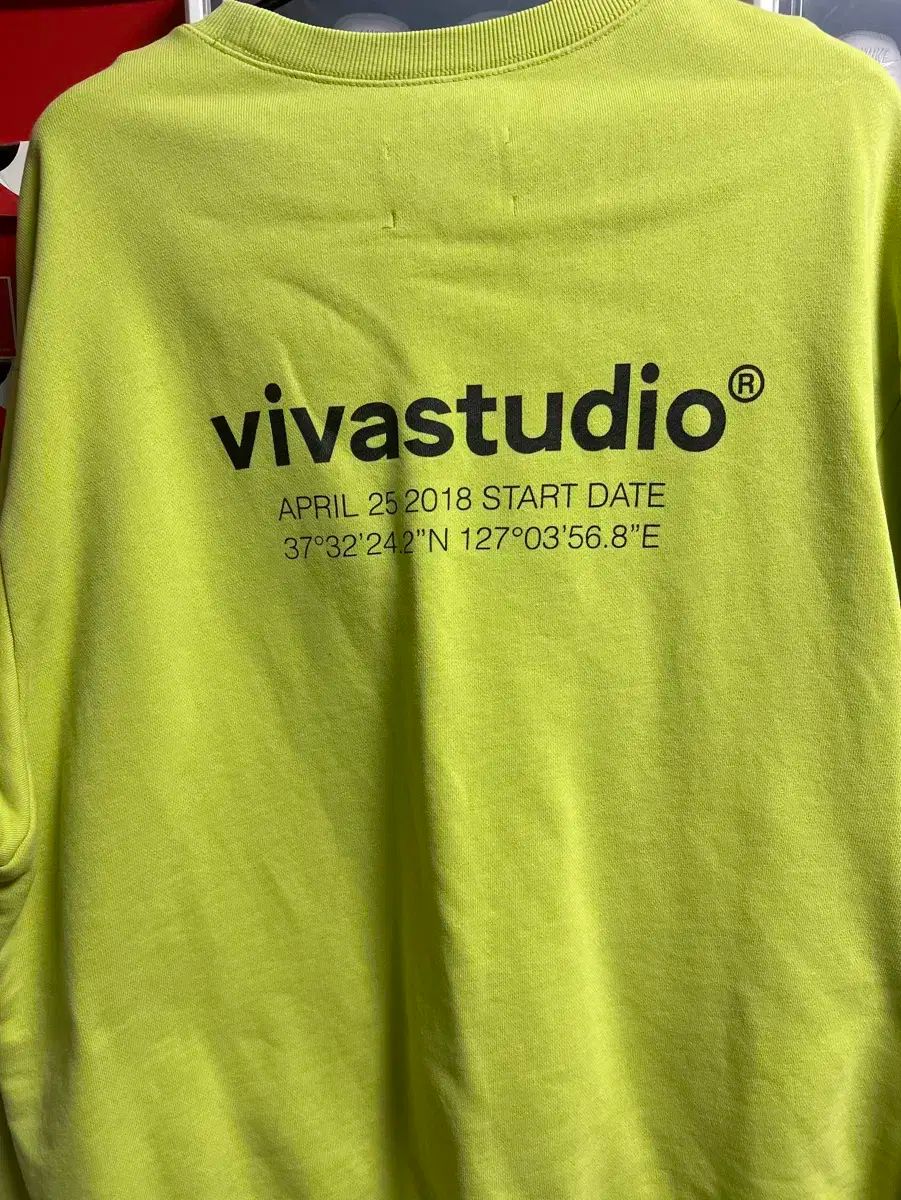 vivastudio®
APRIL 25 2018 START DATE
37°32’24.2”N 127°03’56.8”E